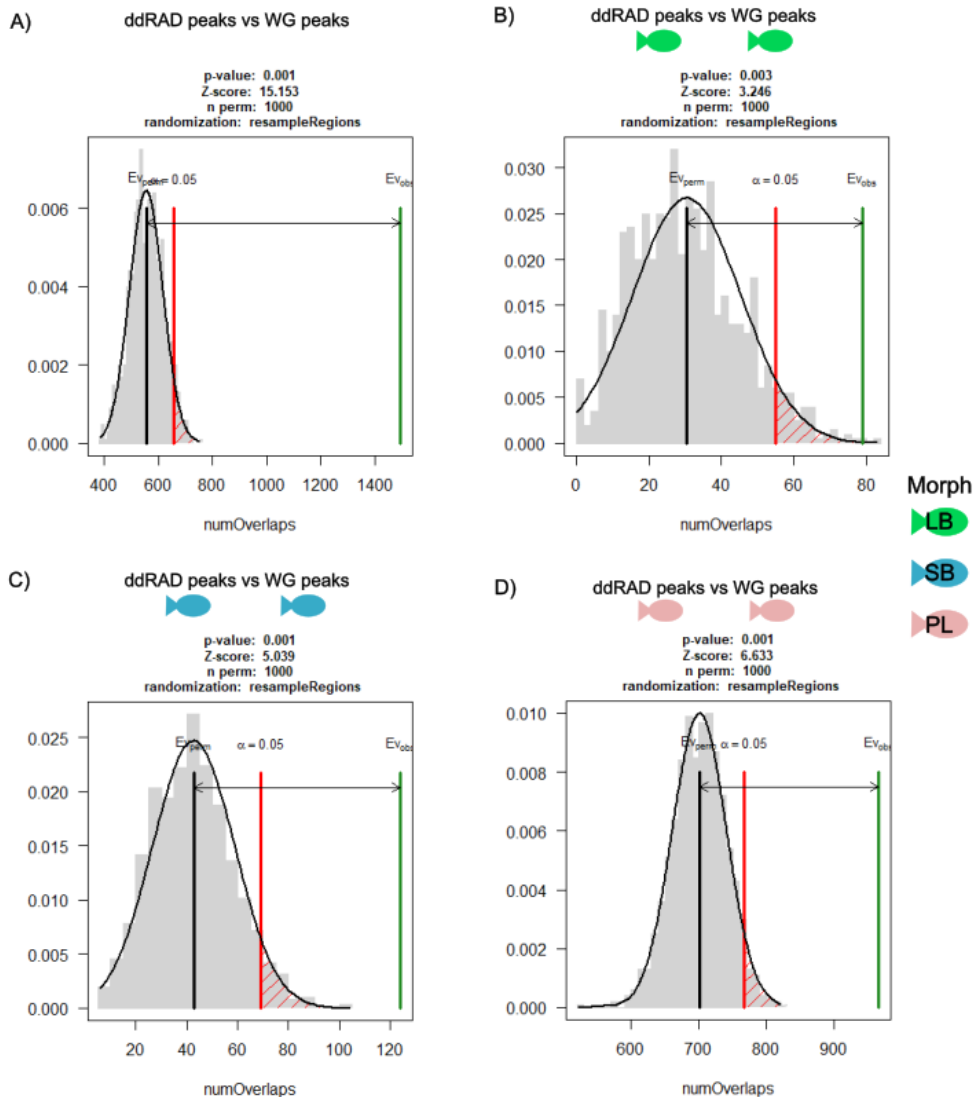 A)
ddRAD peaks vs WG peaks
p-value: 0.001
Z-score: 15.153
n perm: 1000
randomization: resampleRegions
Ev_perm
α = 0.05
Ev_obs
0.006
0.004
0.002
0.000
400 600 800 1000 1200 1400
numOverlaps
B)
ddRAD peaks vs WG peaks
p-value: 0.003
Z-score: 3.246
n perm: 1000
randomization: resampleRegions
Ev_perm
α = 0.05
Ev_obs
0.030
0.025
0.020
0.015
0.010
0.005
0.000
0 20 40 60 80
numOverlaps
Morph
LB
SB
PL
C)
ddRAD peaks vs WG peaks
p-value: 0.001
Z-score: 5.039
n perm: 1000
randomization: resampleRegions
Ev_perm
α = 0.05
Ev_obs
0.025
0.020
0.015
0.010
0.005
0.000
20 40 60 80 100 120
numOverlaps
D)
ddRAD peaks vs WG peaks
p-value: 0.001
Z-score: 6.633
n perm: 1000
randomization: resampleRegions
Ev_perm
α = 0.05
Ev_obs
0.010
0.008
0.006
0.004
0.002
0.000
600 700 800 900
numOverlaps